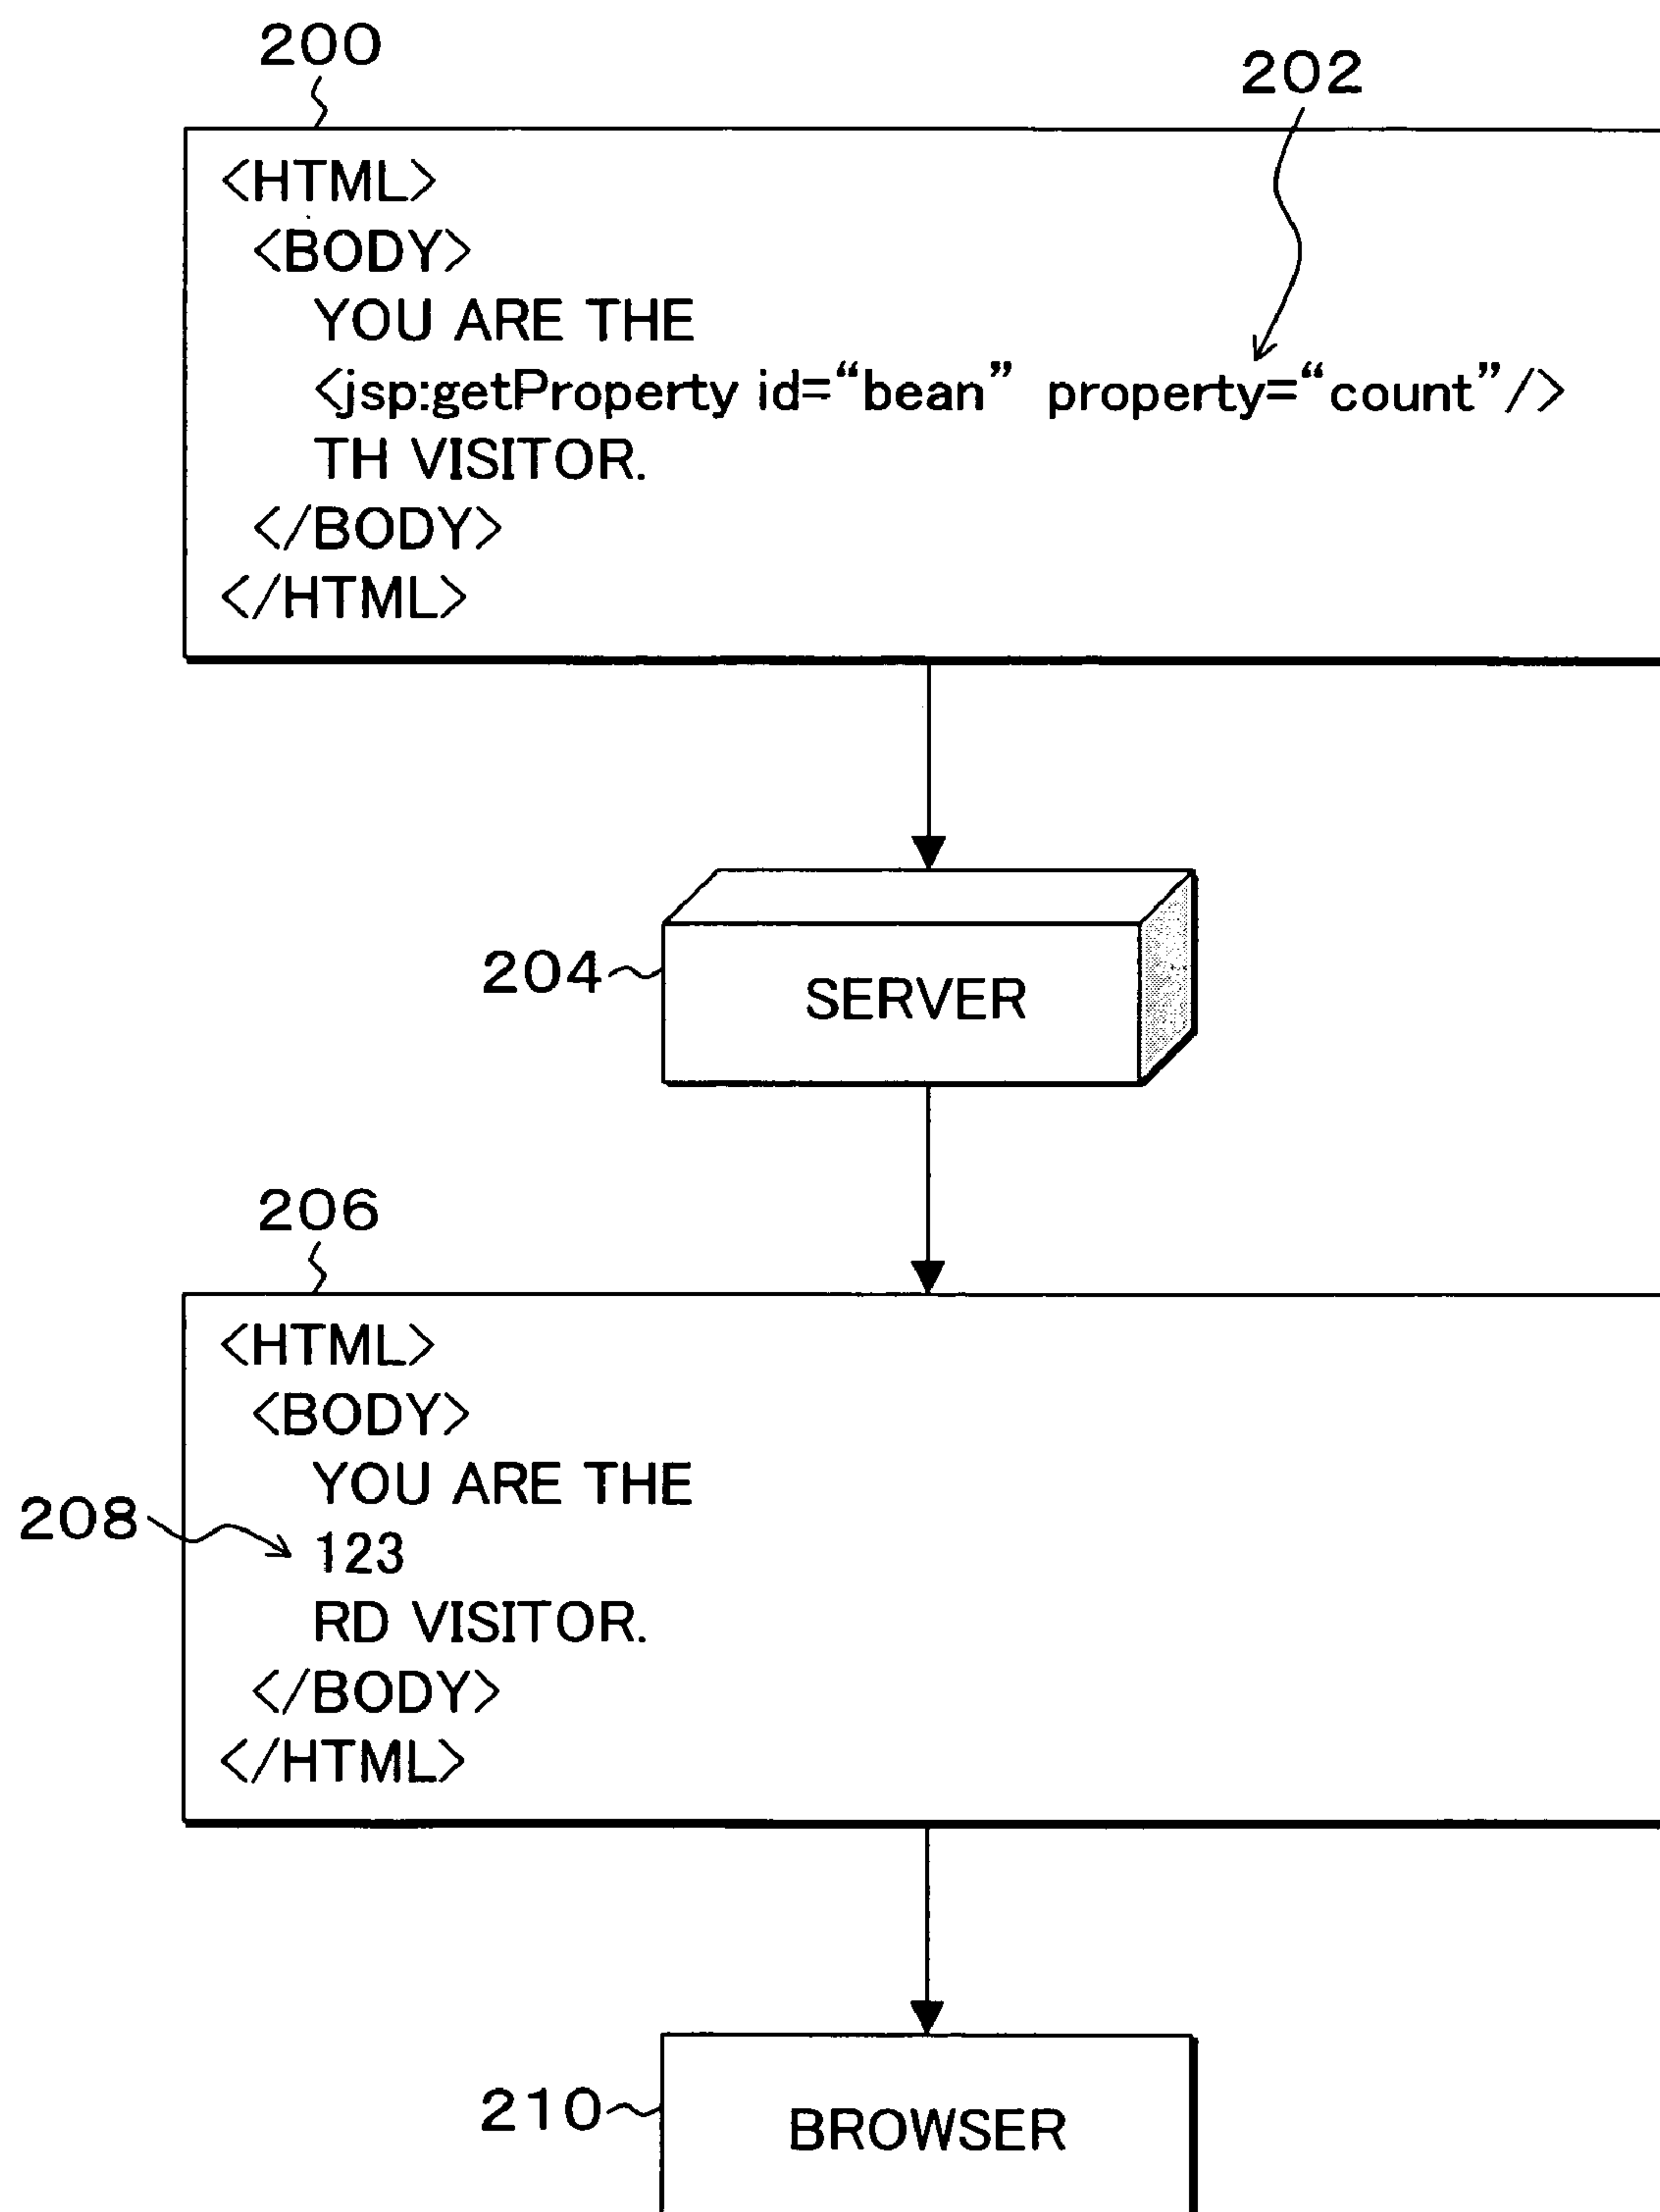 200
202
<HTML>
<BODY>
YOU ARE THE
<jsp:getProperty id=“bean” property=“count”/>
TH VISITOR.
</BODY>
</HTML>
204
SERVER
206
<HTML>
<BODY>
YOU ARE THE
208
123
RD VISITOR.
</BODY>
</HTML>
210
BROWSER